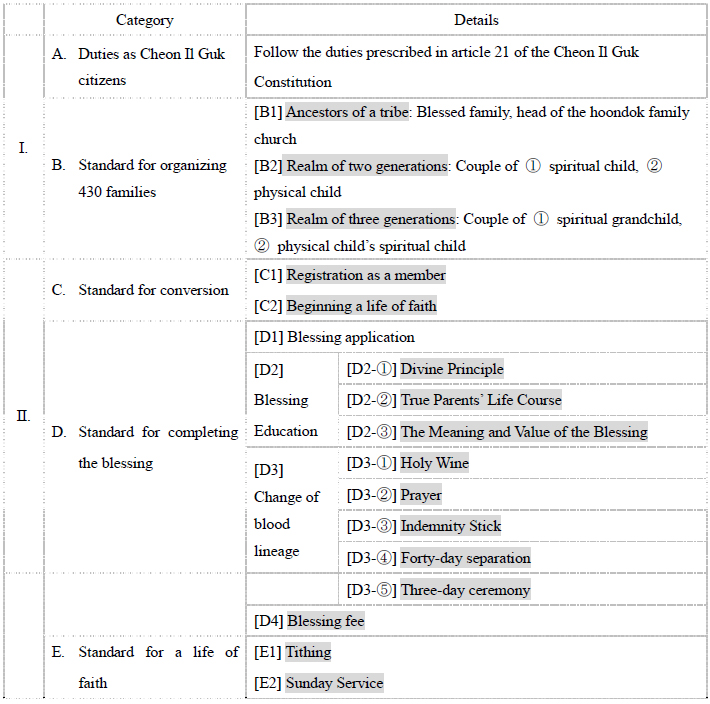 Category Details
A. Duties as Cheon Il Guk citizens
Follow the duties prescribed in article 21 of the Cheon Il Guk
Constitution
I.
B. Standard for organizing
430 families
[B1] Ancestors of a tribe: Blessed family, head of the hoondok family
church
[B2] Realm of two generations: Couple of ① spiritual child, ②
physical child
[B3] Realm of three generations: Couple of ① spiritual grandchild,
② physical child's spiritual child
II.
C. Standard for conversion
[C1] Registration as a member
[C2] Beginning a life of faith
D. Standard for completing
the blessing
[D1] Blessing application
[D2]
Blessing
Education
[D2-①] Divine Principle
[D2-②] True Parents' Life Course
[D2-③] The Meaning and Value of the Blessing
[D3]
Change of
blood
lineage
[D3-①] Holy Wine
[D3-②] Prayer
[D3-③] Indemnity Stick
[D3-④] Forty-day separation
[D3-⑤] Three-day ceremony
[D4] Blessing fee
E. Standard for a life of
faith
[E1] Tithing
[E2] Sunday Service